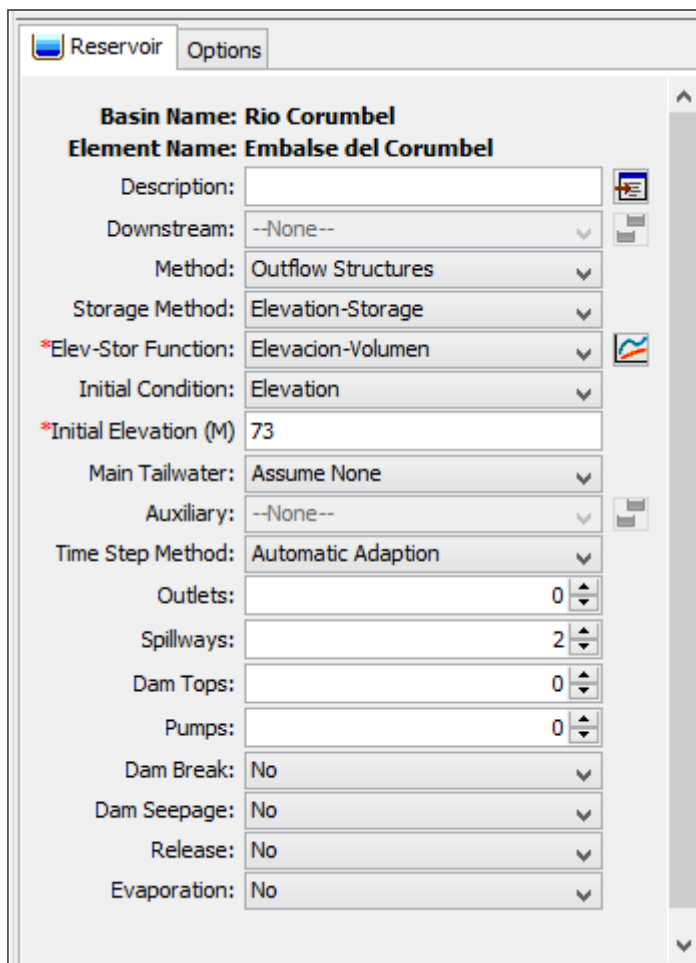 Reservoir Options
Basin Name: Rio Corumbel
Element Name: Embalse del Corumbel
Description:
Downstream: --None--
Method: Outflow Structures
Storage Method: Elevation-Storage
*Elev-Stor Function: Elevacion-Volumen
Initial Condition: Elevation
*Initial Elevation (M) 73
Main Tailwater: Assume None
Auxiliary: --None--
Time Step Method: Automatic Adaption
Outlets: 0
Spillways: 2
Dam Tops: 0
Pumps: 0
Dam Break: No
Dam Seepage: No
Release: No
Evaporation: No